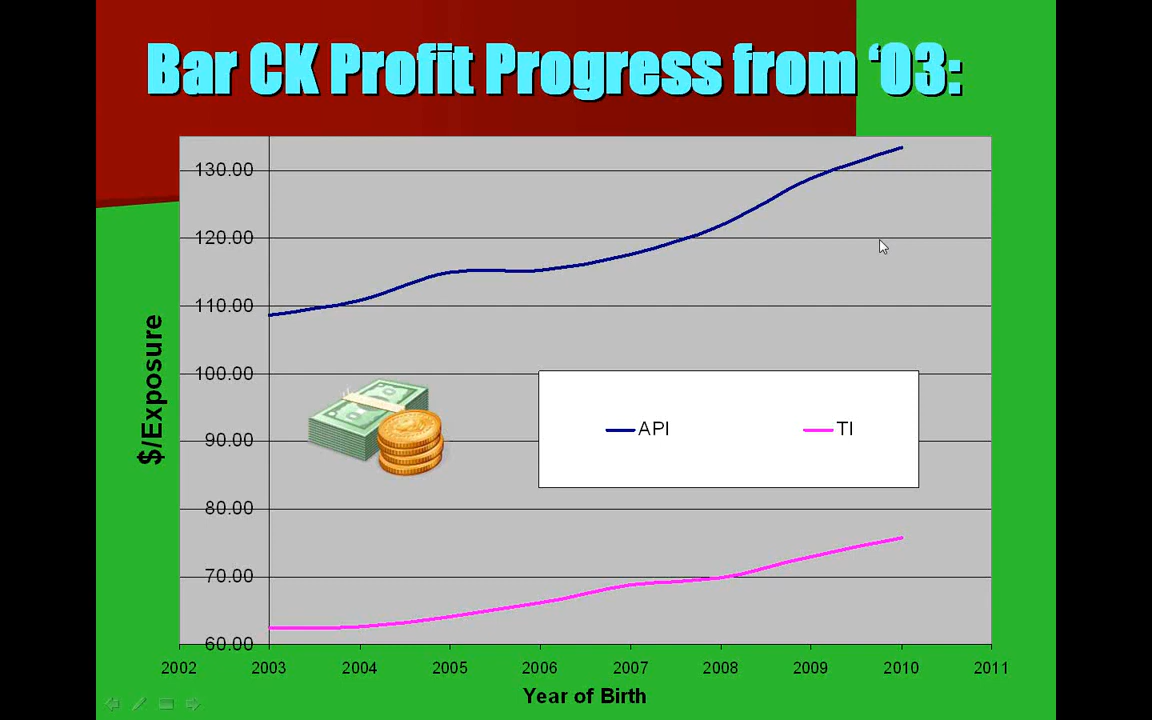 Bar CK Profit Progress from ‘03:
130.00
120.00
110.00
100.00
90.00
80.00
70.00
60.00
$/Exposure
API TI
2002 2003 2004 2005 2006 2007 2008 2009 2010 2011
Year of Birth